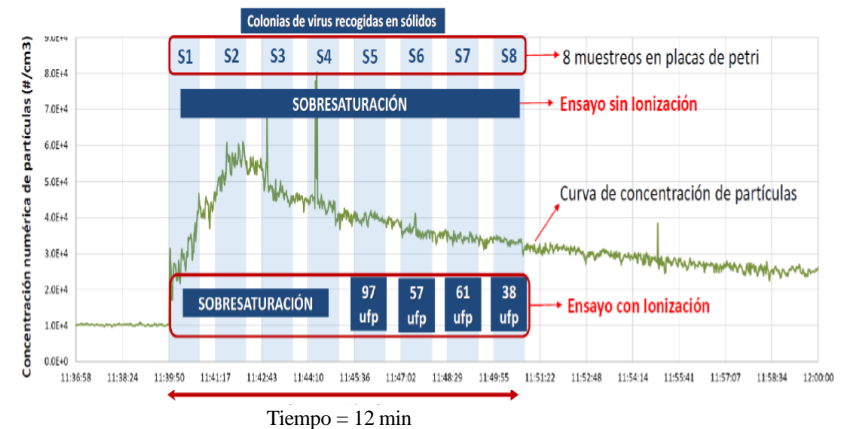 Colonias de virus recogidas en sólidos
9.0E+4
S1 S2 S3 S4 S5 S6 S7 S8
8 muestreos en placas de petri
8.0E+4
SOBRESATURACIÓN
Ensayo sin Ionización
7.0E+4
6.0E+4
5.0E+4
Curva de concentración de partículas
4.0E+4
3.0E+4
2.0E+4
SOBRESATURACIÓN
97 ufp
57 ufp
61 ufp
38 ufp
Ensayo con Ionización
1.0E+4
0.0E+0
Concentración numérica de partículas (#/cm3)
11:36:58 11:38:24 11:39:50 11:41:17 11:42:43 11:44:10 11:45:36 11:47:02 11:48:29 11:49:55 11:51:22 11:52:48 11:54:14 11:55:41 11:57:07 11:58:34 12:00:00
Tiempo = 12 min